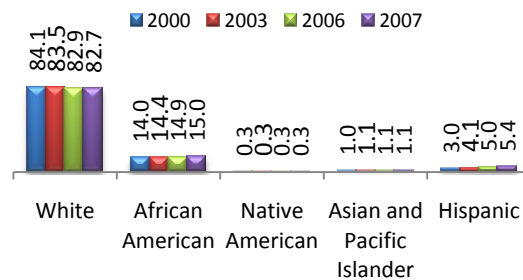 2000 2003 2006 2007
84.1 83.5 82.9 82.7
14.0 14.4 14.9 15.0
0.3 0.3 0.3 0.3
1.0 1.1 1.1 1.1
3.0 4.1 5.0 5.4
White
African
American
Native
American
Asian and
Pacific
Islander
Hispanic